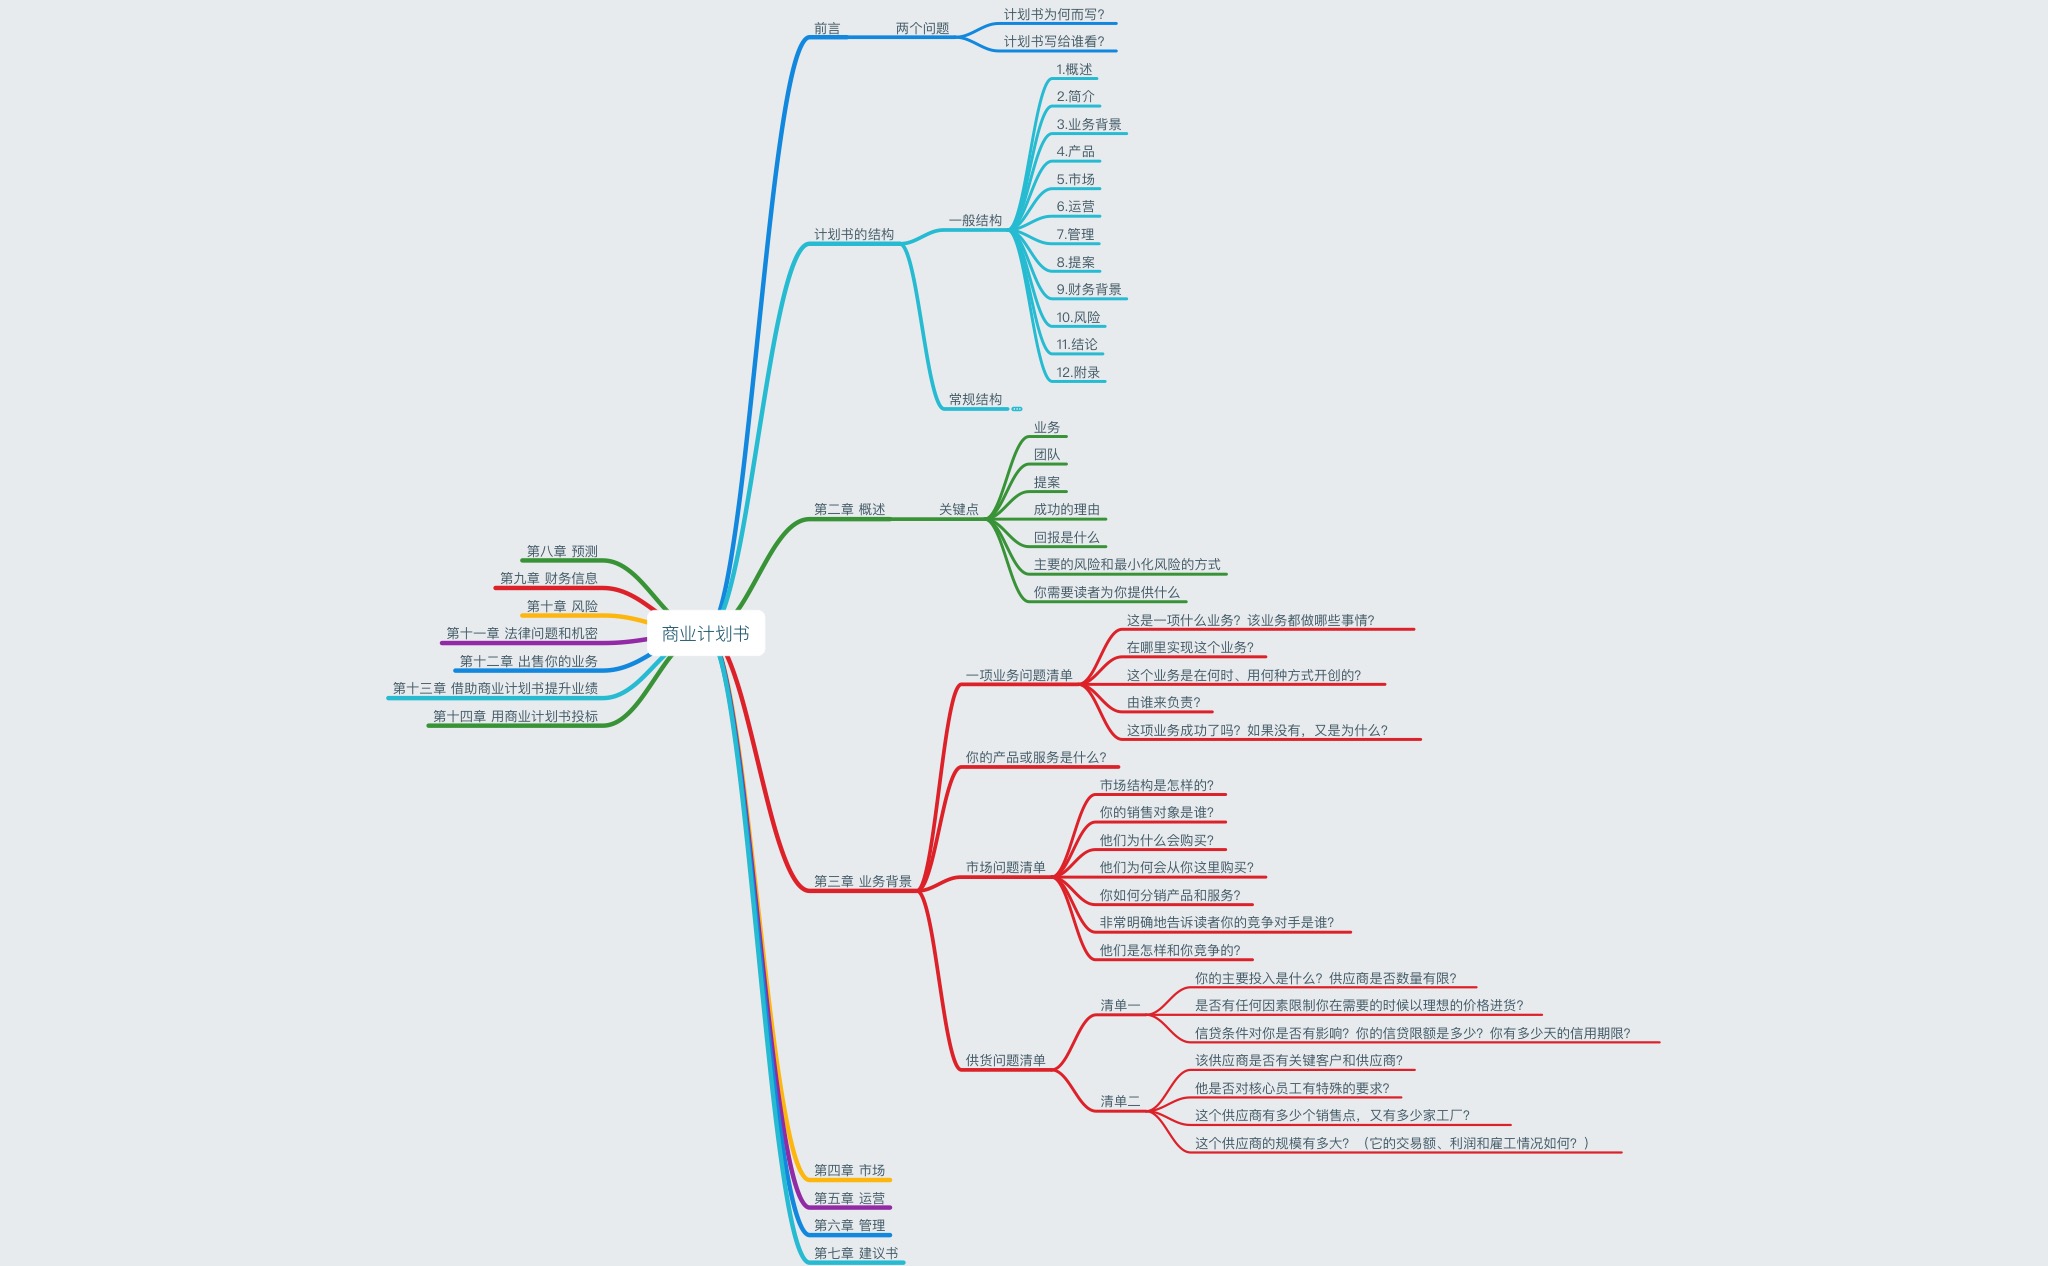 商业计划书
前言
两个问题
计划书为何而写?
计划书写给谁看?
计划书的结构
一般结构
1.概述
2.简介
3.业务背景
4.产品
5.市场
6.运营
7.管理
8.提案
9.财务背景
10.风险
11.结论
12.附录
常规结构
第二章 概述
关键点
业务
团队
提案
成功的理由
回报是什么
主要的风险和最小化风险的方式
你需要读者为你提供什么
第三章 业务背景
一项业务问题清单
这是一项什么业务? 该业务都做哪些事情?
在哪里实现这个业务?
这个业务是在何时、用何种方式开创的?
由谁来负责?
这项业务成功了吗? 如果没有，又是为什么?
你的产品或服务是什么?
市场问题清单
市场结构是怎样的?
你的销售对象是谁?
他们为什么会购买?
他们为何会从你这里购买?
你如何分销产品和服务?
非常明确地告诉读者你的竞争对手是谁?
他们是怎样和你竞争的?
供货问题清单
清单一
你的主要投入是什么? 供应商是否数量有限?
是否有任何因素限制你在需要的时候以理想的价格进货?
信贷条件对你是否有影响? 你的信贷限额是多少? 你有多少天的信用期限?
清单二
该供应商是否有关键客户和供应商?
他是否对核心员工有特殊的要求?
这个供应商有多少个销售点，又有多少家工厂?
这个供应商的规模有多大? （它的交易额、利润和雇工情况如何? ）
第四章 市场
第五章 运营
第六章 管理
第七章 建议书
第八章 预测
第九章 财务信息
第十章 风险
第十一章 法律问题和机密
第十二章 出售你的业务
第十三章 借助商业计划书提升业绩
第十四章 用商业计划书投标